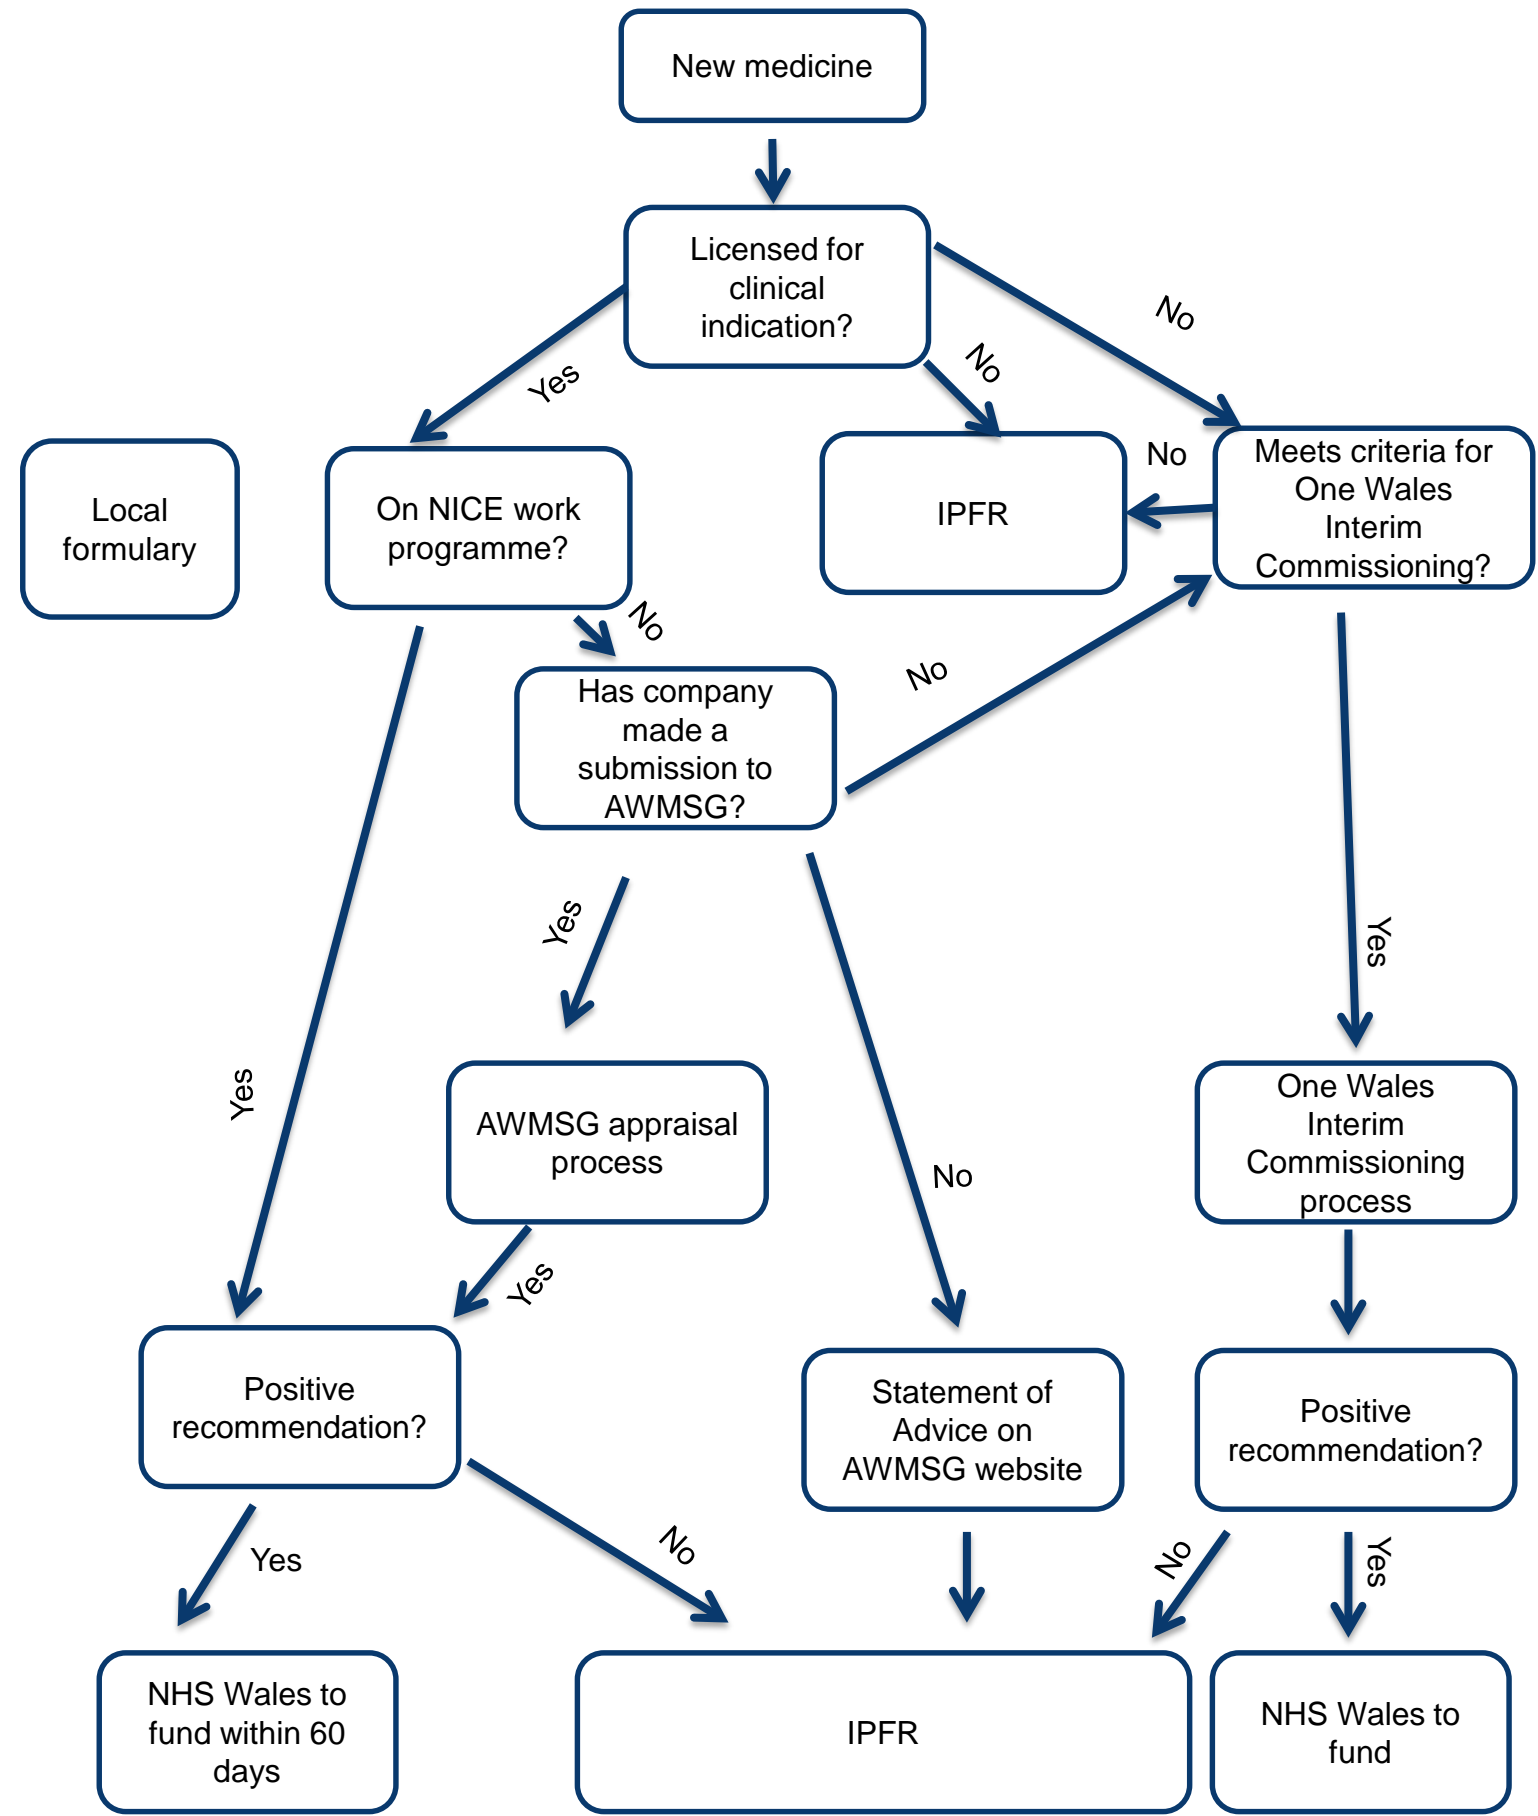 New medicine
Licensed for
clinical
indication?
No
No
Yes
Local
formulary
On NICE work
programme?
IPFR
No
Meets criteria for
One Wales
Interim
Commissioning?
No
Has company
made a
submission to
AWMSG?
No
Yes
Yes
Yes
AWMSG appraisal
process
No
One Wales
Interim
Commissioning
process
Yes
Positive
recommendation?
Statement of
Advice on
AWMSG website
Positive
recommendation?
Yes
No
No
Yes
NHS Wales to
fund within 60
days
IPFR
NHS Wales to
fund